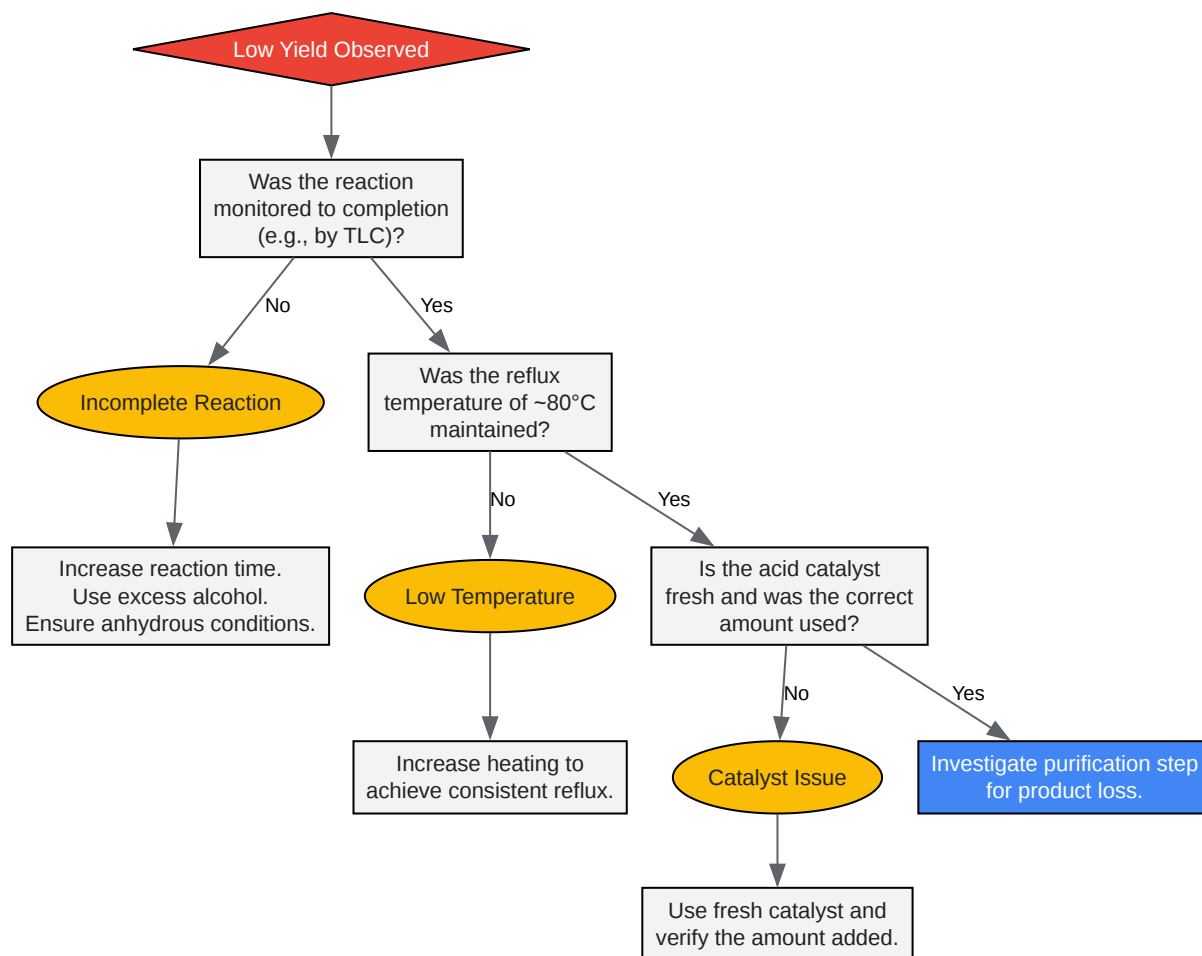 Low Yield Observed
Was the reaction
monitored to completion
(e.g., by TLC)?
No
Yes
Incomplete Reaction
Was the reflux
temperature of ~80°C
maintained?
No
Yes
Increase reaction time.
Use excess alcohol.
Ensure anhydrous conditions.
Low Temperature
Is the acid catalyst
fresh and was the correct
amount used?
No
Yes
Increase heating to
achieve consistent reflux.
Catalyst Issue
Investigate purification step
for product loss.
Use fresh catalyst and
verify the amount added.